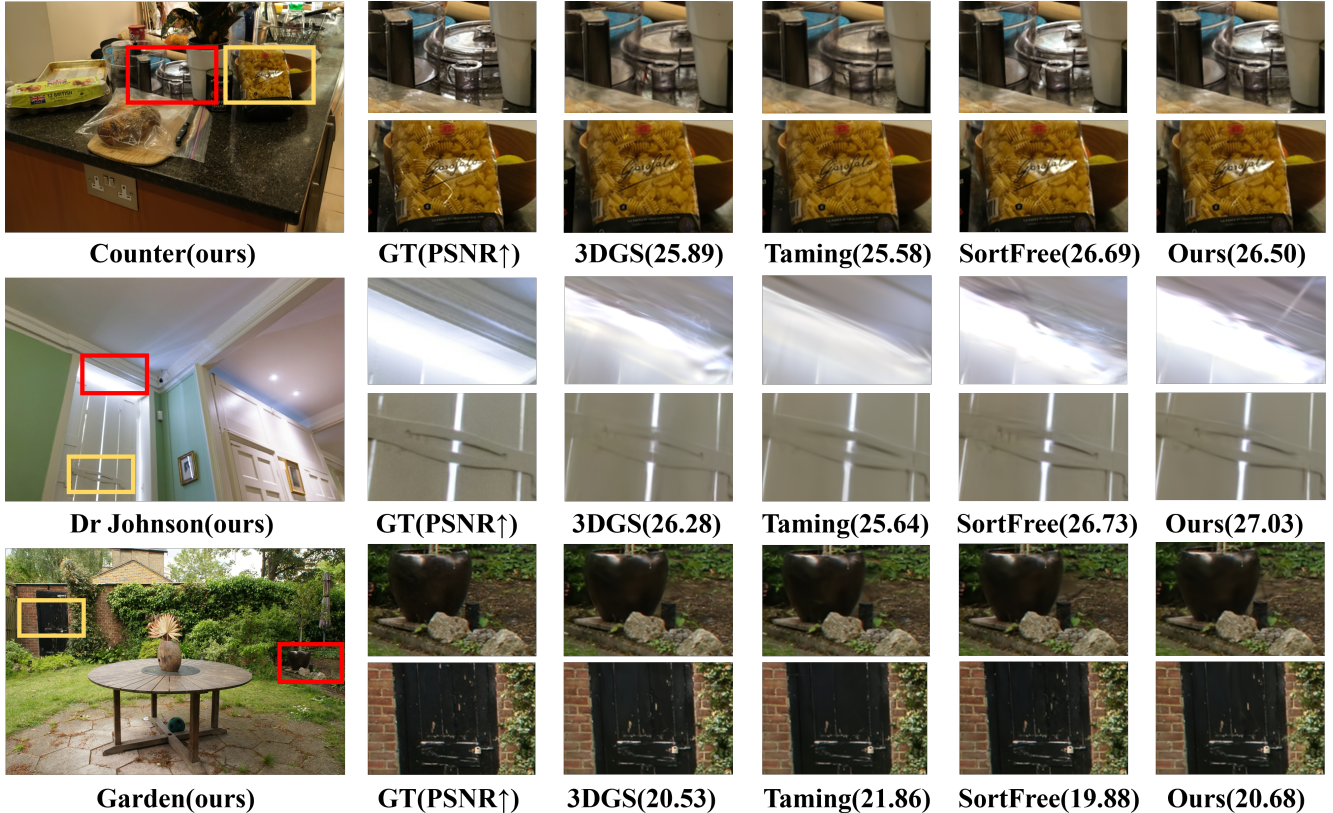 Garofalo
Counter(ours) GT(PSNR↑) 3DGS(25.89) Taming(25.58) SortFree(26.69) Ours(26.50)
Dr Johnson(ours) GT(PSNR↑) 3DGS(26.28) Taming(25.64) SortFree(26.73) Ours(27.03)
Garden(ours) GT(PSNR↑) 3DGS(20.53) Taming(21.86) SortFree(19.88) Ours(20.68)